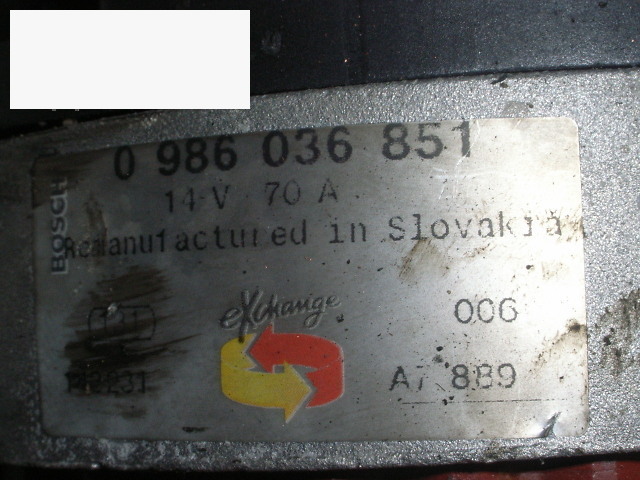 0 986 036 851
14 V 70 A
BOSCH
Remanufactured in Slovakia
eXchange
006
A7 889